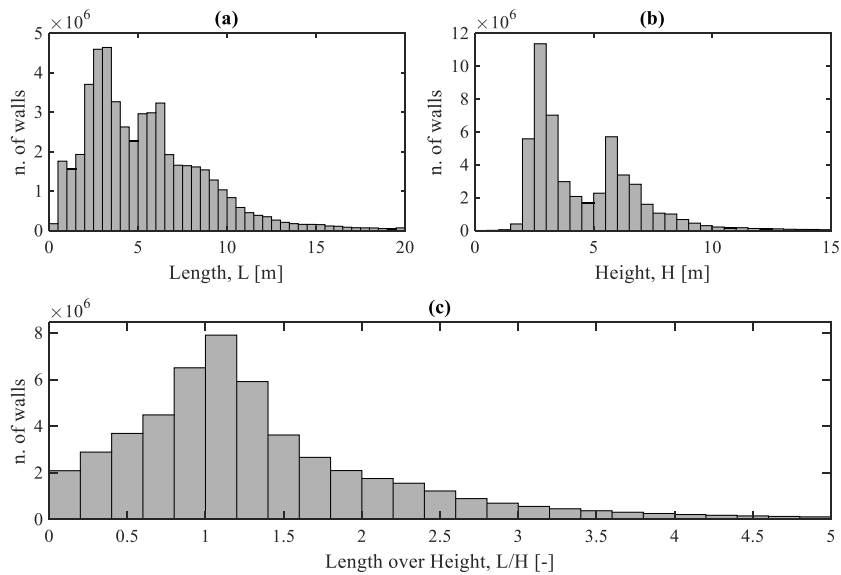 (a)
×10^6
5
4
3
2
1
0
n. of walls
0 5 10 15 20
Length, L [m]
(b)
×10^6
12
10
8
6
4
2
0
n. of walls
0 5 10 15
Height, H [m]
(c)
×10^6
8
6
4
2
0
n. of walls
0 0.5 1 1.5 2 2.5 3 3.5 4 4.5 5
Length over Height, L/H [-]